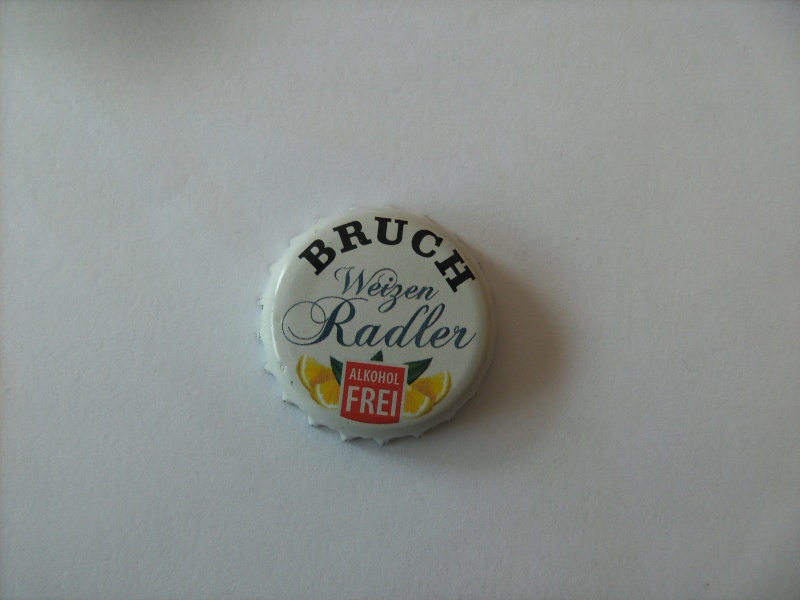 BRUCH
Weizen
Radler
ALKOHOL
FREI